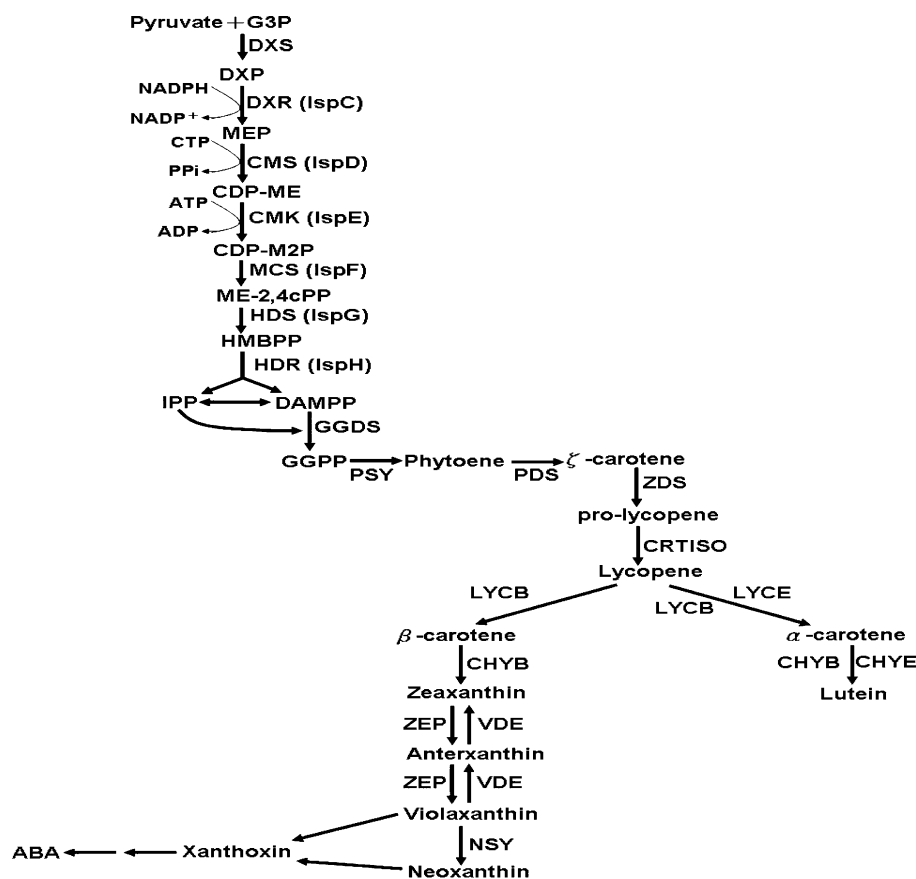 Pyruvate+G3P
DXS
DXP
NADPH
DXR (IspC)
NADP+
MEP
CTP
CMS (IspD)
PPi
CDP-ME
ATP
CMK (IspE)
ADP
CDP-M2P
MCS (IspF)
ME-2,4cPP
HDS (IspG)
HMBPP
HDR (IspH)
IPP DAMPP
GGDS
GGPP Phytoene ζ-carotene
PSY PDS
ZDS
pro-lycopene
CRTISO
Lycopene
LYCB LYCE
LYCB
β-carotene α-carotene
CHYB CHYB CHYE
Zeaxanthin Lutein
ZEP VDE
Anterxanthin
ZEP VDE
Violaxanthin
NSY
ABA Xanthoxin
Neoxanthin